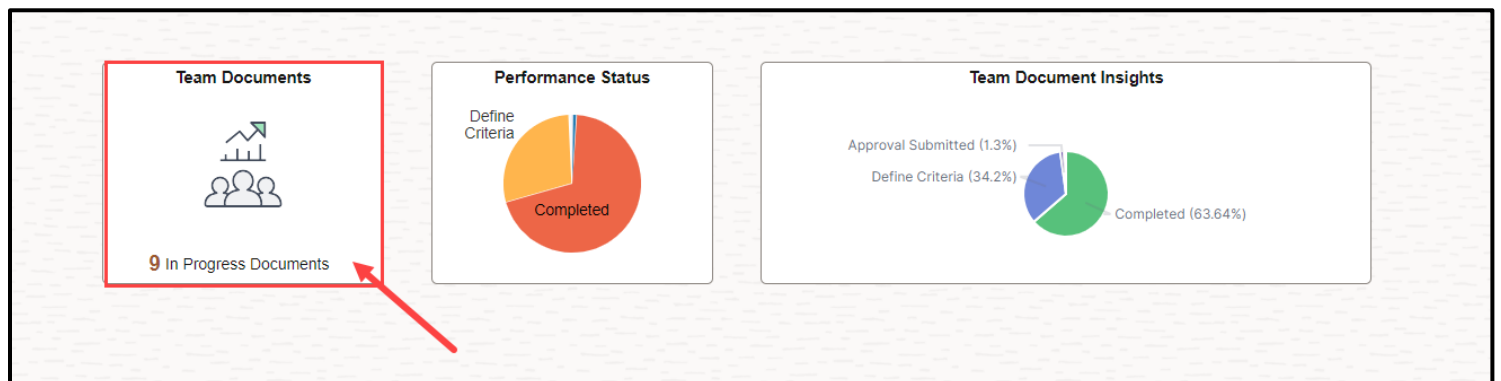 Team Documents
9 In Progress Documents
Performance Status
Define
Criteria
Completed
Team Document Insights
Approval Submitted (1.3%)
Define Criteria (34.2%)
Completed (63.64%)